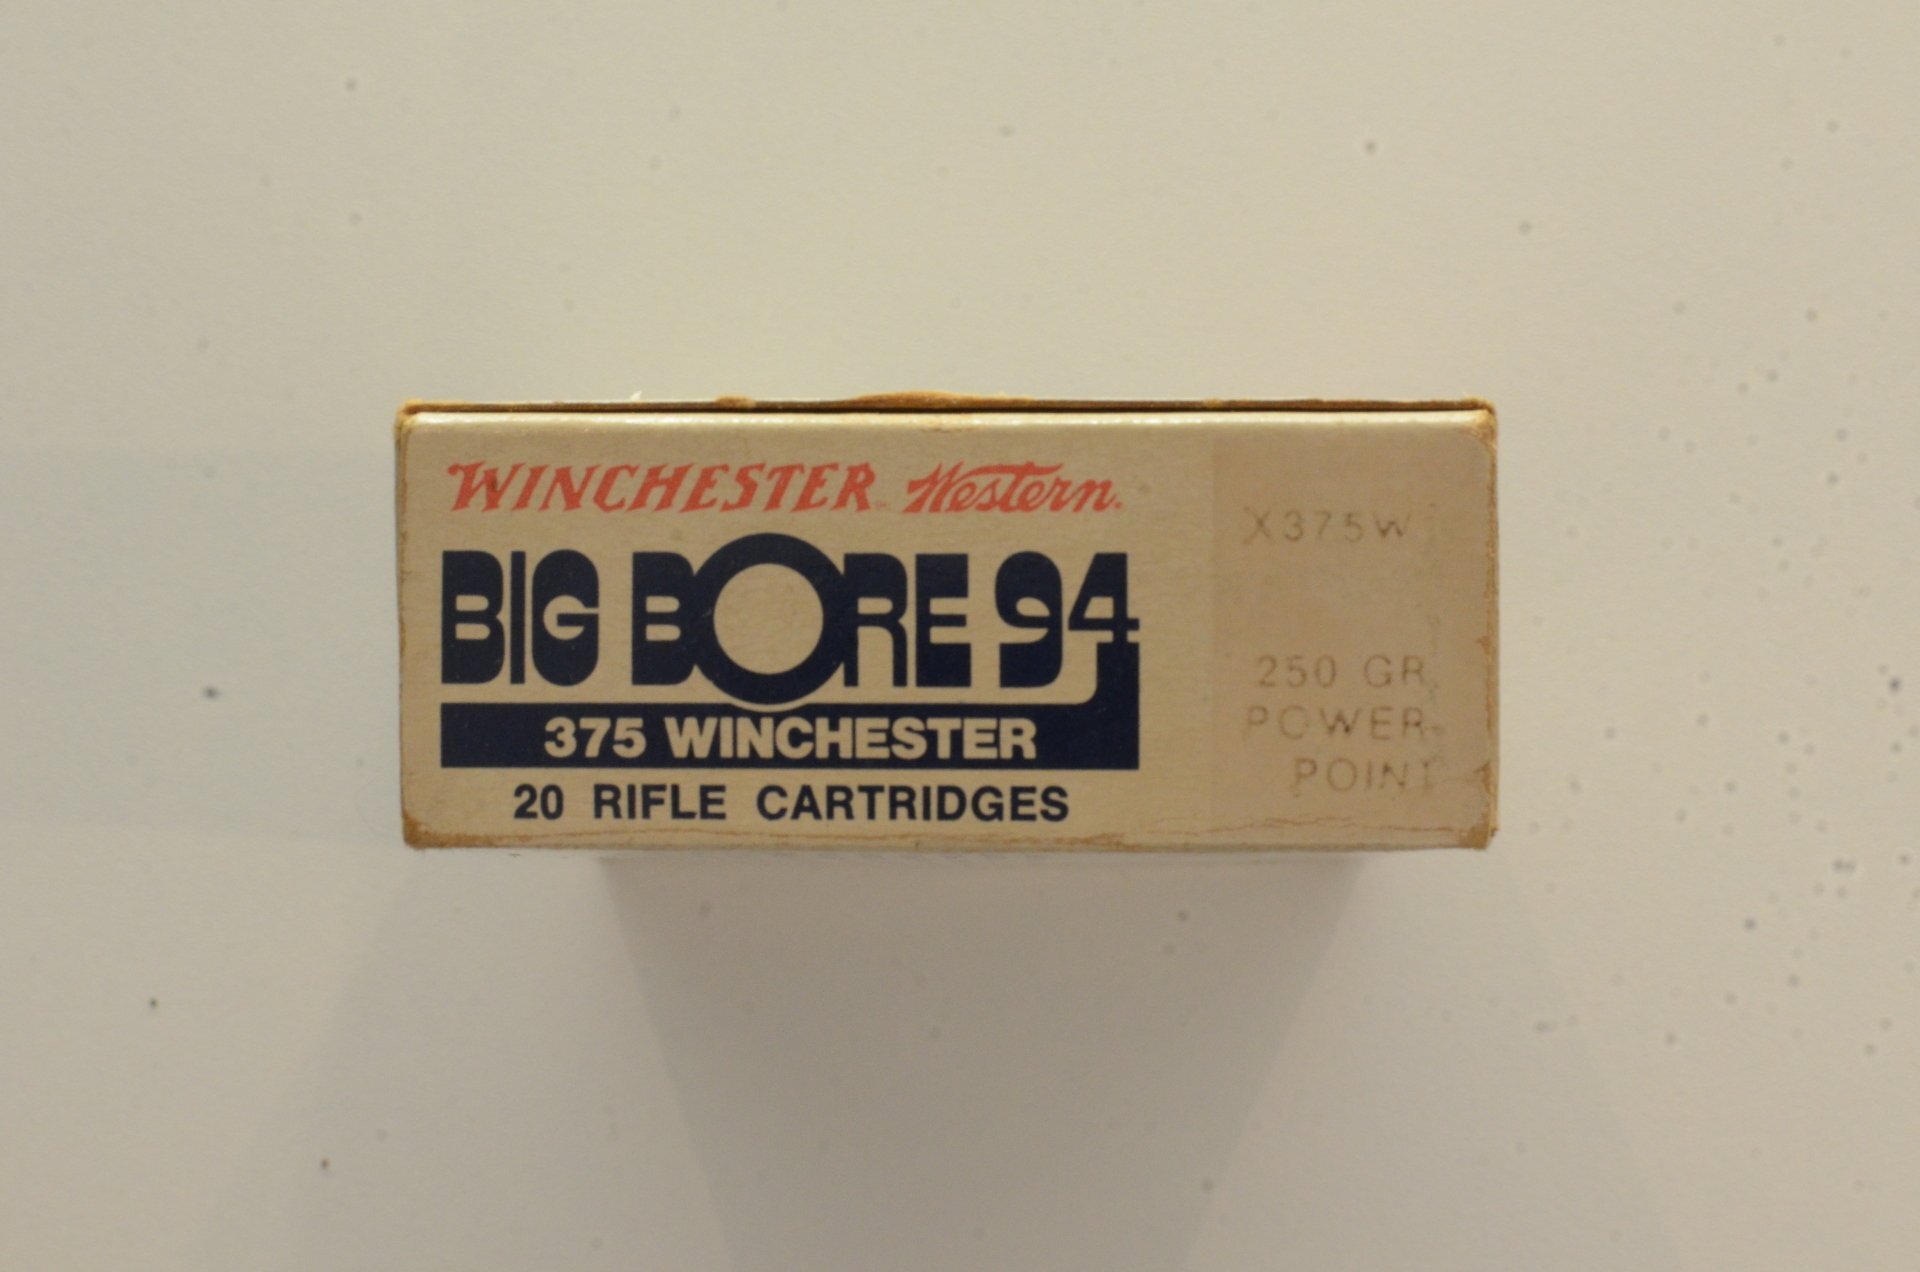 WINCHESTER Western.
BIG BORE 94
375 WINCHESTER
20 RIFLE CARTRIDGES
X375W
250 GR.
POWER-
POINT